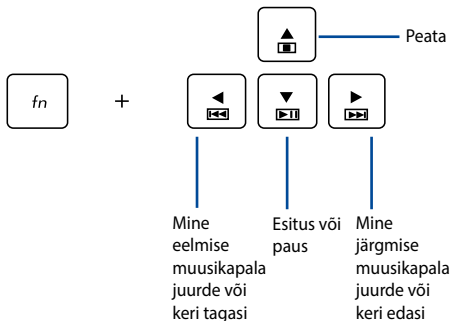 Peata
fn +
Mine
eelmise
muusikapala
juurde või
keri tagasi
Esitus või
paus
Mine
järgmise
muusikapala
juurde või
keri edasi